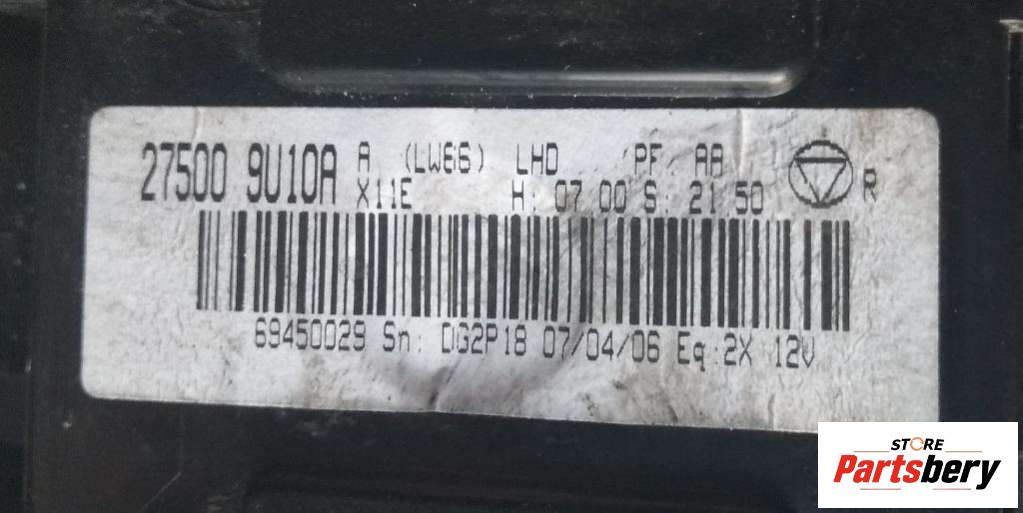 27500 9U10A A (LW66) LHD PF: AA
X11E H: 07 00 S: 21 50 R
69450029 Sn: DG2P18 07/04/06 Eq:2X 12V
STORE
Partsbery